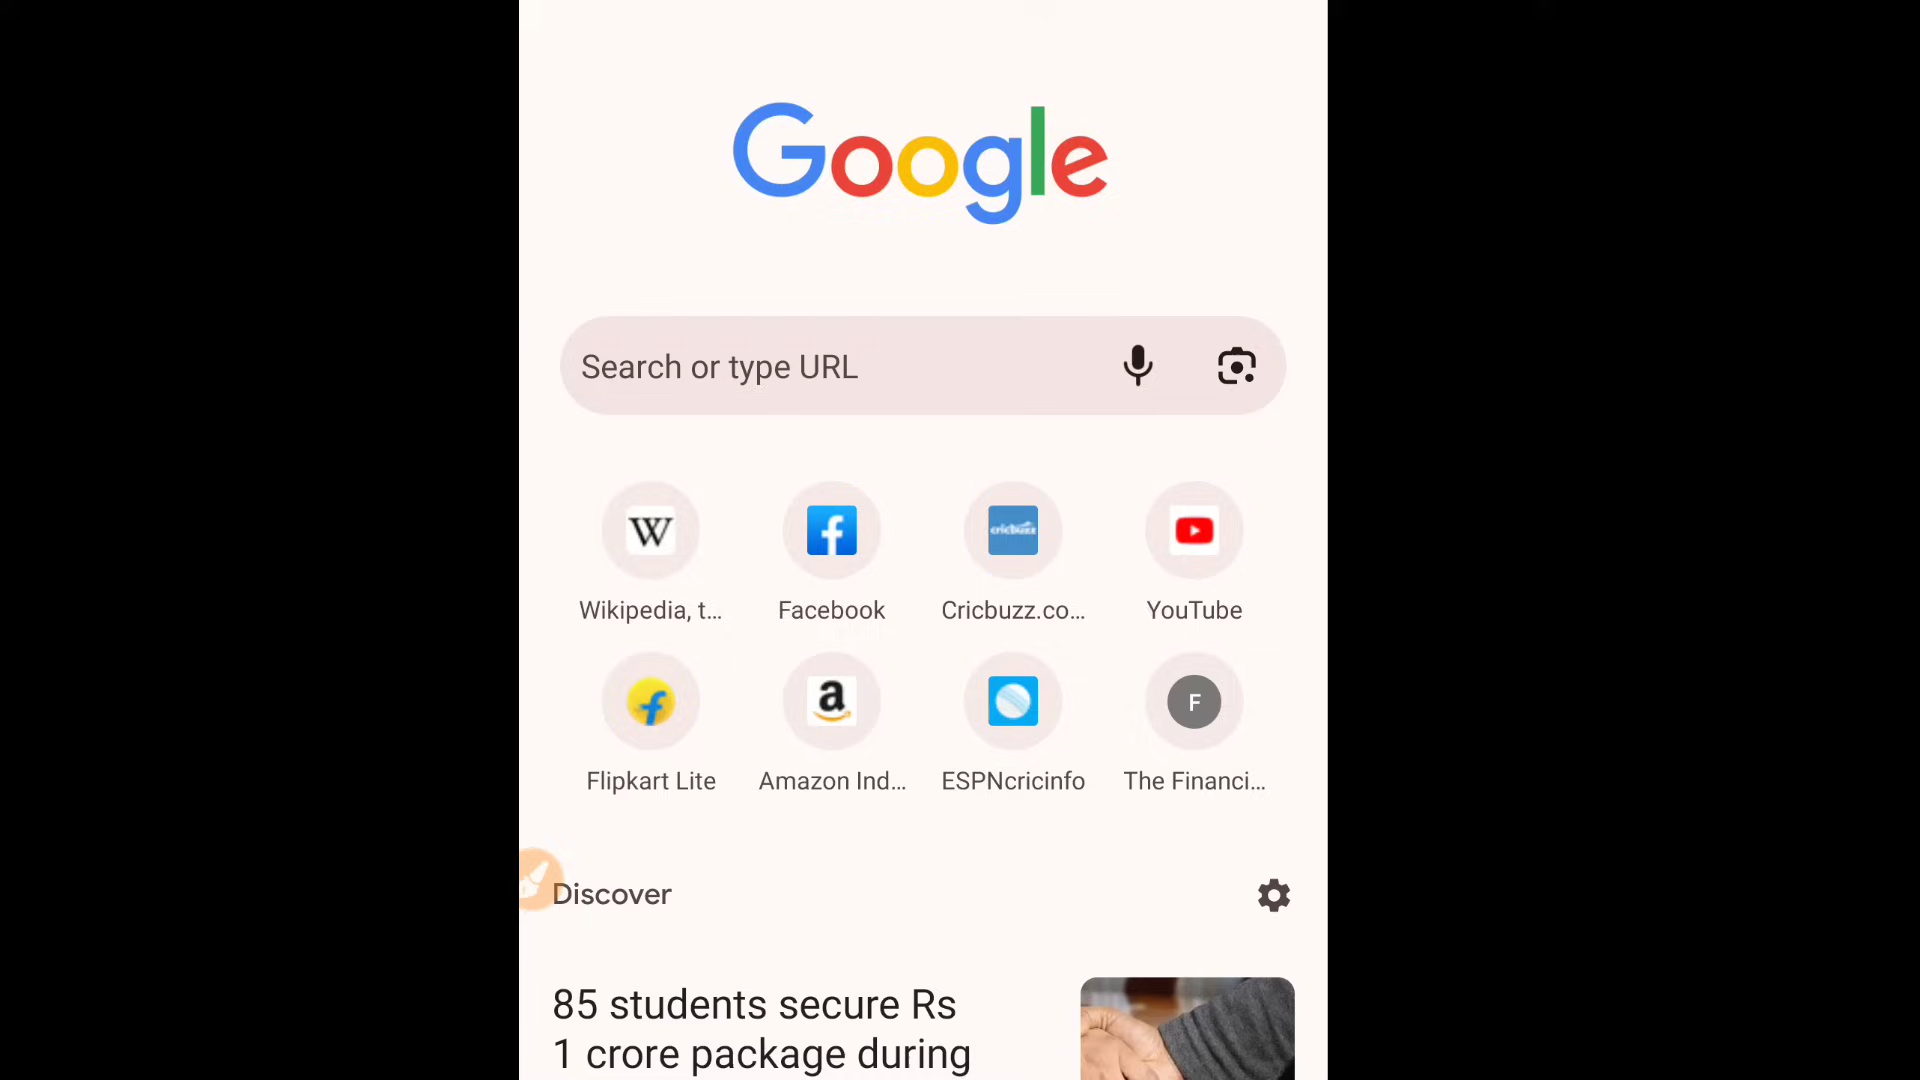 Google
Search or type URL
cricbuzz
Wikipedia, t...
Facebook
Cricbuzz.co...
YouTube
F
Flipkart Lite
Amazon Ind...
ESPNcricinfo
The Financi...
Discover
85 students secure Rs
1 crore package during